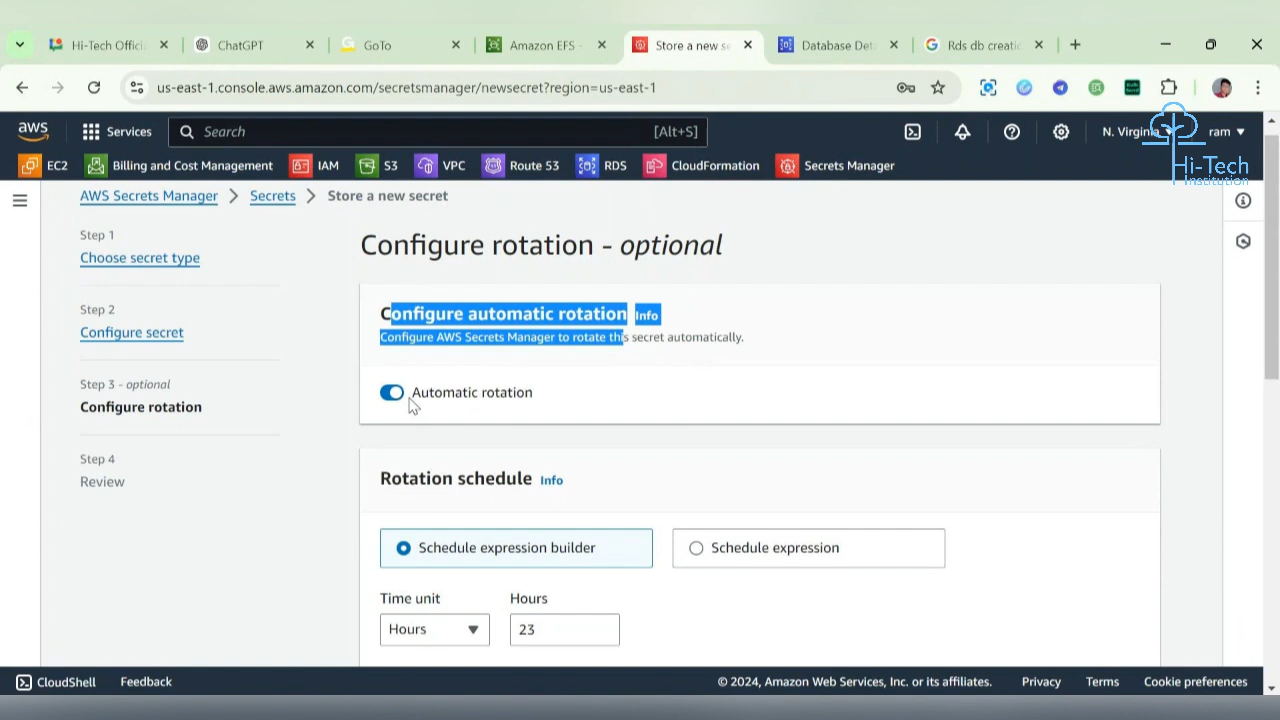 Hi-Tech Offici
ChatGPT
GoTo
Amazon EFS -
Store a new se
Database Det
Rds db creatic
us-east-1.console.aws.amazon.com/secretsmanager/newsecret?region=us-east-1
aws
Services
Search
[Alt+S]
N. Virginia
ram
EC2
Billing and Cost Management
IAM
S3
VPC
Route 53
RDS
CloudFormation
Secrets Manager
Hi-Tech
Institution
AWS Secrets Manager
Secrets
Store a new secret
Step 1
Choose secret type
Step 2
Configure secret
Step 3 - optional
Configure rotation
Step 4
Review
Configure rotation - optional
Configure automatic rotation Info
Configure AWS Secrets Manager to rotate this secret automatically.
Automatic rotation
Rotation schedule Info
Schedule expression builder
Schedule expression
Time unit
Hours
Hours
23
CloudShell
Feedback
© 2024, Amazon Web Services, Inc. or its affiliates.
Privacy
Terms
Cookie preferences